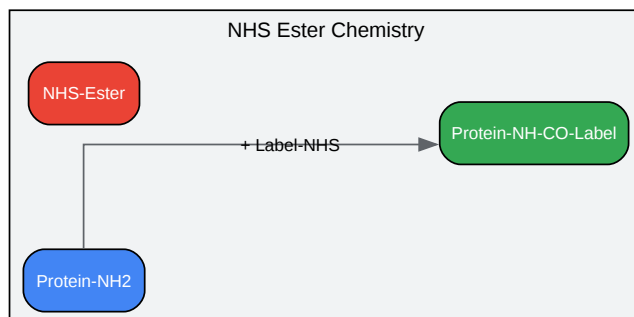 NHS Ester Chemistry
NHS-Ester
Protein-NH-CO-Label
+ Label-NHS
Protein-NH2